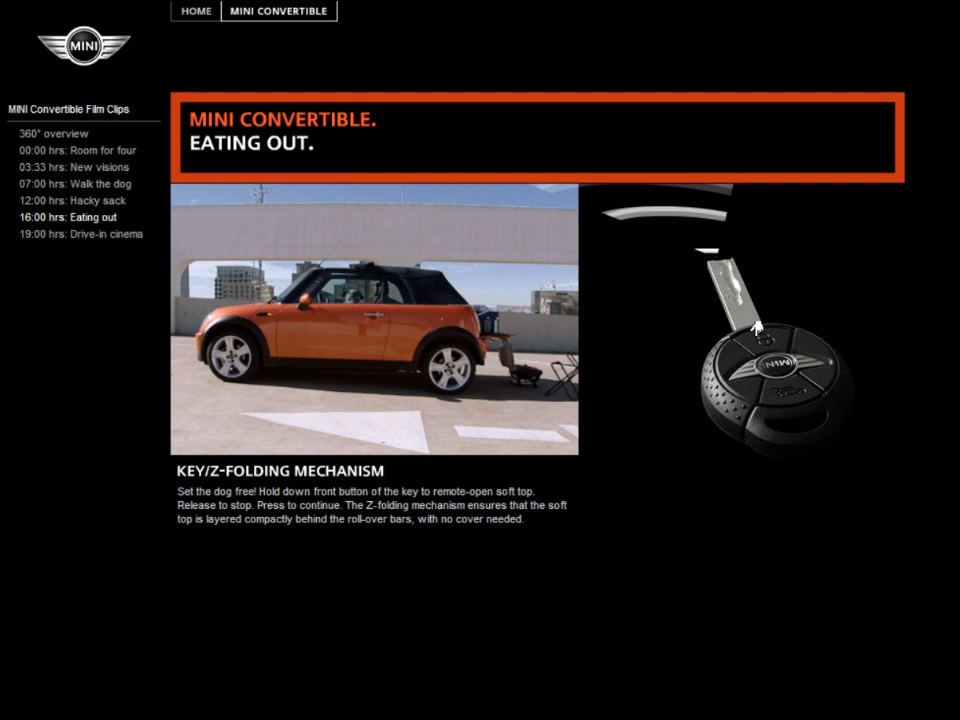 HOME
MINI CONVERTIBLE
MINI
MINI Convertible Film Clips
360° overview
00:00 hrs: Room for four
03:33 hrs: New visions
07:00 hrs: Walk the dog
12:00 hrs: Hacky sack
16:00 hrs: Eating out
19:00 hrs: Drive-in cinema
MINI CONVERTIBLE.
EATING OUT.
MINI
KEY/Z-FOLDING MECHANISM
Set the dog free! Hold down front button of the key to remote-open soft top.
Release to stop. Press to continue. The Z-folding mechanism ensures that the soft
top is layered compactly behind the roll-over bars, with no cover needed.